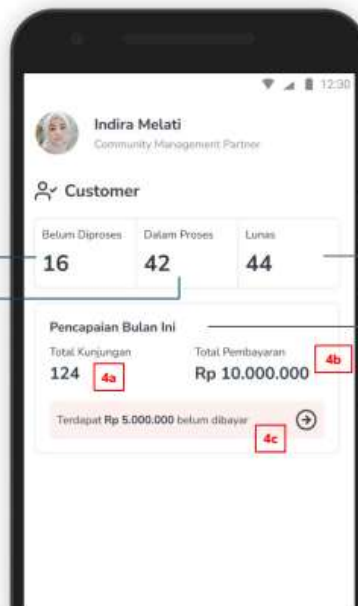 12:30
Indira Melati
Community Management Partner
Customer
Belum Diproses Dalam Proses Lunas
16 42 44
Pencapaian Bulan Ini
Total Kunjungan Total Pembayaran
124 4a Rp 10.000.000 4b
Terdapat Rp 5.000.000 belum dibayar
4c